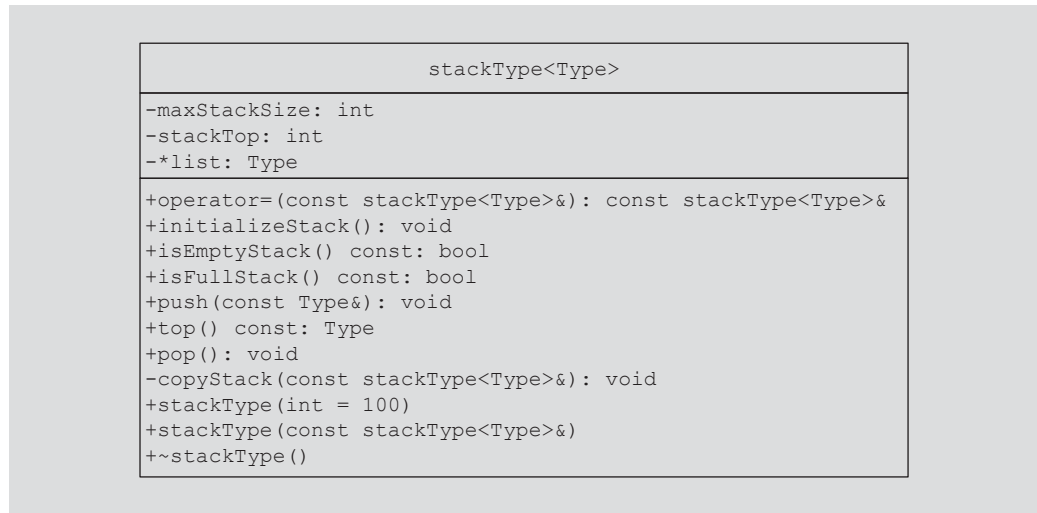 stackType<Type>
-maxStackSize: int
-stackTop: int
-*list: Type
+operator=(const stackType<Type>&): const stackType<Type>&
+initializeStack(): void
+isEmptyStack() const: bool
+isFullStack() const: bool
+push(const Type&): void
+top() const: Type
+pop(): void
-copyStack(const stackType<Type>&): void
+stackType(int = 100)
+stackType(const stackType<Type>&)
+~stackType()